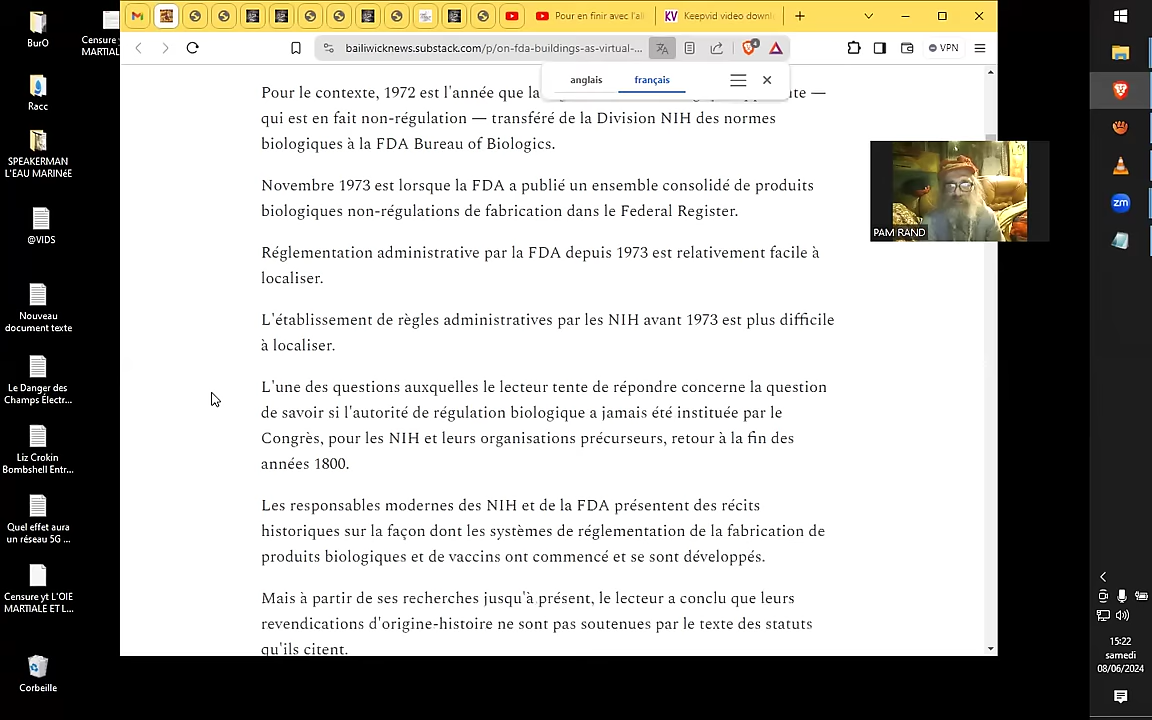 BurO
Censure yt
MARTIALE
Racc
SPEAKERMAN
L'EAU MARINéE
@VIDS
Nouveau
document texte
Le Danger des
Champs Électr...
Liz Crokin
Bombshell Entr...
Quel effet aura
un réseau 5G ...
Censure yt L'OIE
MARTIALE ET L...
Corbeille
Pour en finir avec l'ali
KV Keepvid video downl
bailiwicknews.substack.com/p/on-fda-buildings-as-virtual-...
4
VPN
anglais
français
Pour le contexte, 1972 est l'année que la
te —
qui est en fait non-régulation — transféré de la Division NIH des normes
biologiques à la FDA Bureau of Biologics.
Novembre 1973 est lorsque la FDA a publié un ensemble consolidé de produits
biologiques non-régulations de fabrication dans le Federal Register.
Réglementation administrative par la FDA depuis 1973 est relativement facile à
localiser.
L'établissement de règles administratives par les NIH avant 1973 est plus difficile
à localiser.
L'une des questions auxquelles le lecteur tente de répondre concerne la question
de savoir si l'autorité de régulation biologique a jamais été instituée par le
Congrès, pour les NIH et leurs organisations précurseurs, retour à la fin des
années 1800.
Les responsables modernes des NIH et de la FDA présentent des récits
historiques sur la façon dont les systèmes de réglementation de la fabrication de
produits biologiques et de vaccins ont commencé et se sont développés.
Mais à partir de ses recherches jusqu'à présent, le lecteur a conclu que leurs
revendications d'origine-histoire ne sont pas soutenues par le texte des statuts
qu'ils citent.
PAM RAND
zm
15:22
samedi
08/06/2024